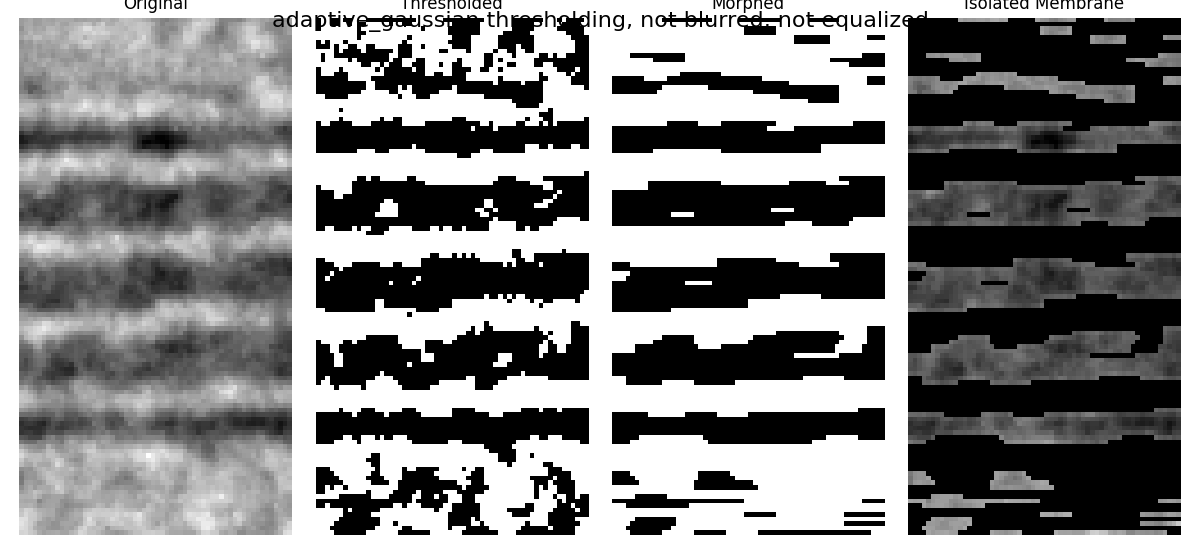 Original Thresholded Morphed Isolated Membrane
adaptive_gaussian thresholding, not blurred, not equalized